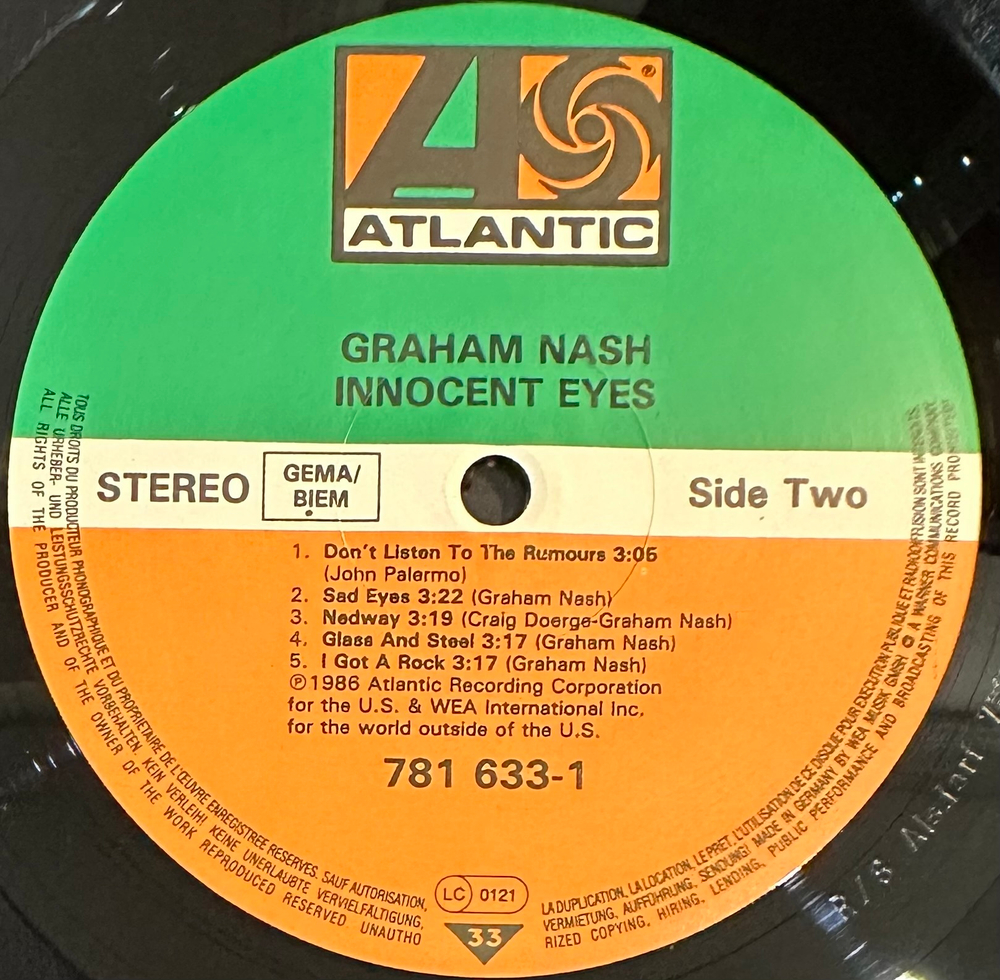 ATLANTIC
GRAHAM NASH
INNOCENT EYES
STEREO
GEMA/
BIEM
Side Two
1. Don't Listen To The Rumours 3:05
(John Palermo)
2. Sad Eyes 3:22 (Graham Nash)
3. Nedway 3:19 (Craig Doerge-Graham Nash)
4. Glass And Steel 3:17 (Graham Nash)
5. I Got A Rock 3:17 (Graham Nash)
℗1986 Atlantic Recording Corporation
for the U.S. & WEA International Inc.
for the world outside of the U.S.
781 633-1
LC 0121
33
TOUS DROITS DU PRODUCTEUR PHONOGRAPHIQUE ET DU PROPRIETAIRE DE L'ŒUVRE ENREGISTREE RESERVES. SAUF AUTORISATION,
ALLE URHEBER- UND LEISTUNGSSCHUTZRECHTE VORBEHALTEN. KEIN VERLEIH! KEINE UNERLAUBTE VERVIELFÄLTIGUNG,
ALL RIGHTS OF THE PRODUCER AND OF THE OWNER OF THE WORK REPRODUCED RESERVED UNAUTHO
LA DUPLICATION, LA LOCATION, LE PRET, L'UTILISATION DE CE DISQUE POUR EXECUTION PUBLIQUE ET RADIODIFFUSION SONT
VERMIETUNG, AUFFÜHRUNG, SENDUNG! MADE IN GERMANY BY WEA MUSIK GMBH A WARNER COMMUNICATIONS
RIZED COPYING, HIRING, LENDING, PUBLIC PERFORMANCE AND BROADCASTING OF THIS RECORD
R/S Alsdorf